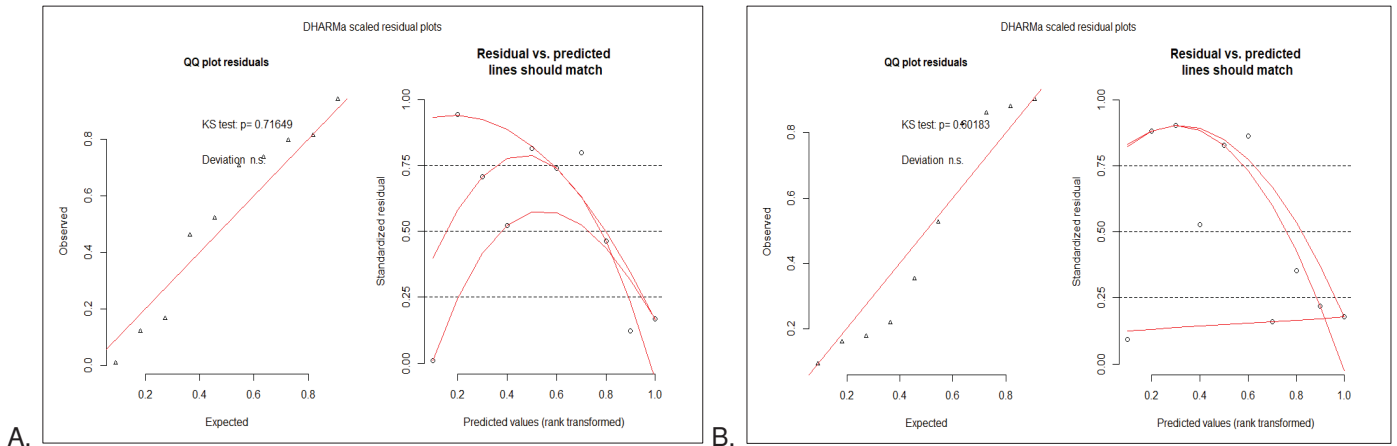 A.
DHARMa scaled residual plots
QQ plot residuals
KS test: p= 0.71649
Deviation n.s.
Observed
0.0
0.2
0.4
0.6
0.8
0.2
0.4
0.6
0.8
Expected
Residual vs. predicted
lines should match
Standardized residual
0.00
0.25
0.50
0.75
1.00
0.2
0.4
0.6
0.8
1.0
Predicted values (rank transformed)
B.
DHARMa scaled residual plots
QQ plot residuals
KS test: p= 0.60183
Deviation n.s.
Observed
0.2
0.4
0.6
0.8
0.2
0.4
0.6
0.8
Expected
Residual vs. predicted
lines should match
Standardized residual
0.00
0.25
0.50
0.75
1.00
0.2
0.4
0.6
0.8
1.0
Predicted values (rank transformed)